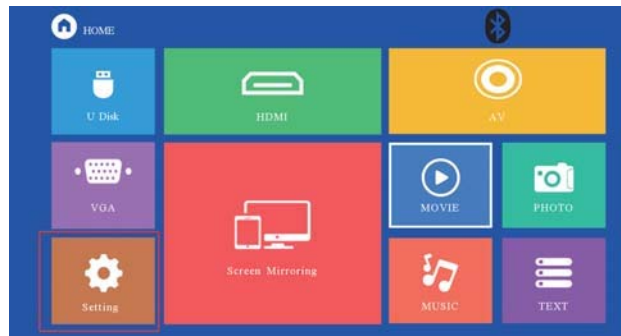 HOME
U Disk
HDMI
AV
VGA
Screen Mirroring
MOVIE
PHOTO
Setting
MUSIC
TEXT